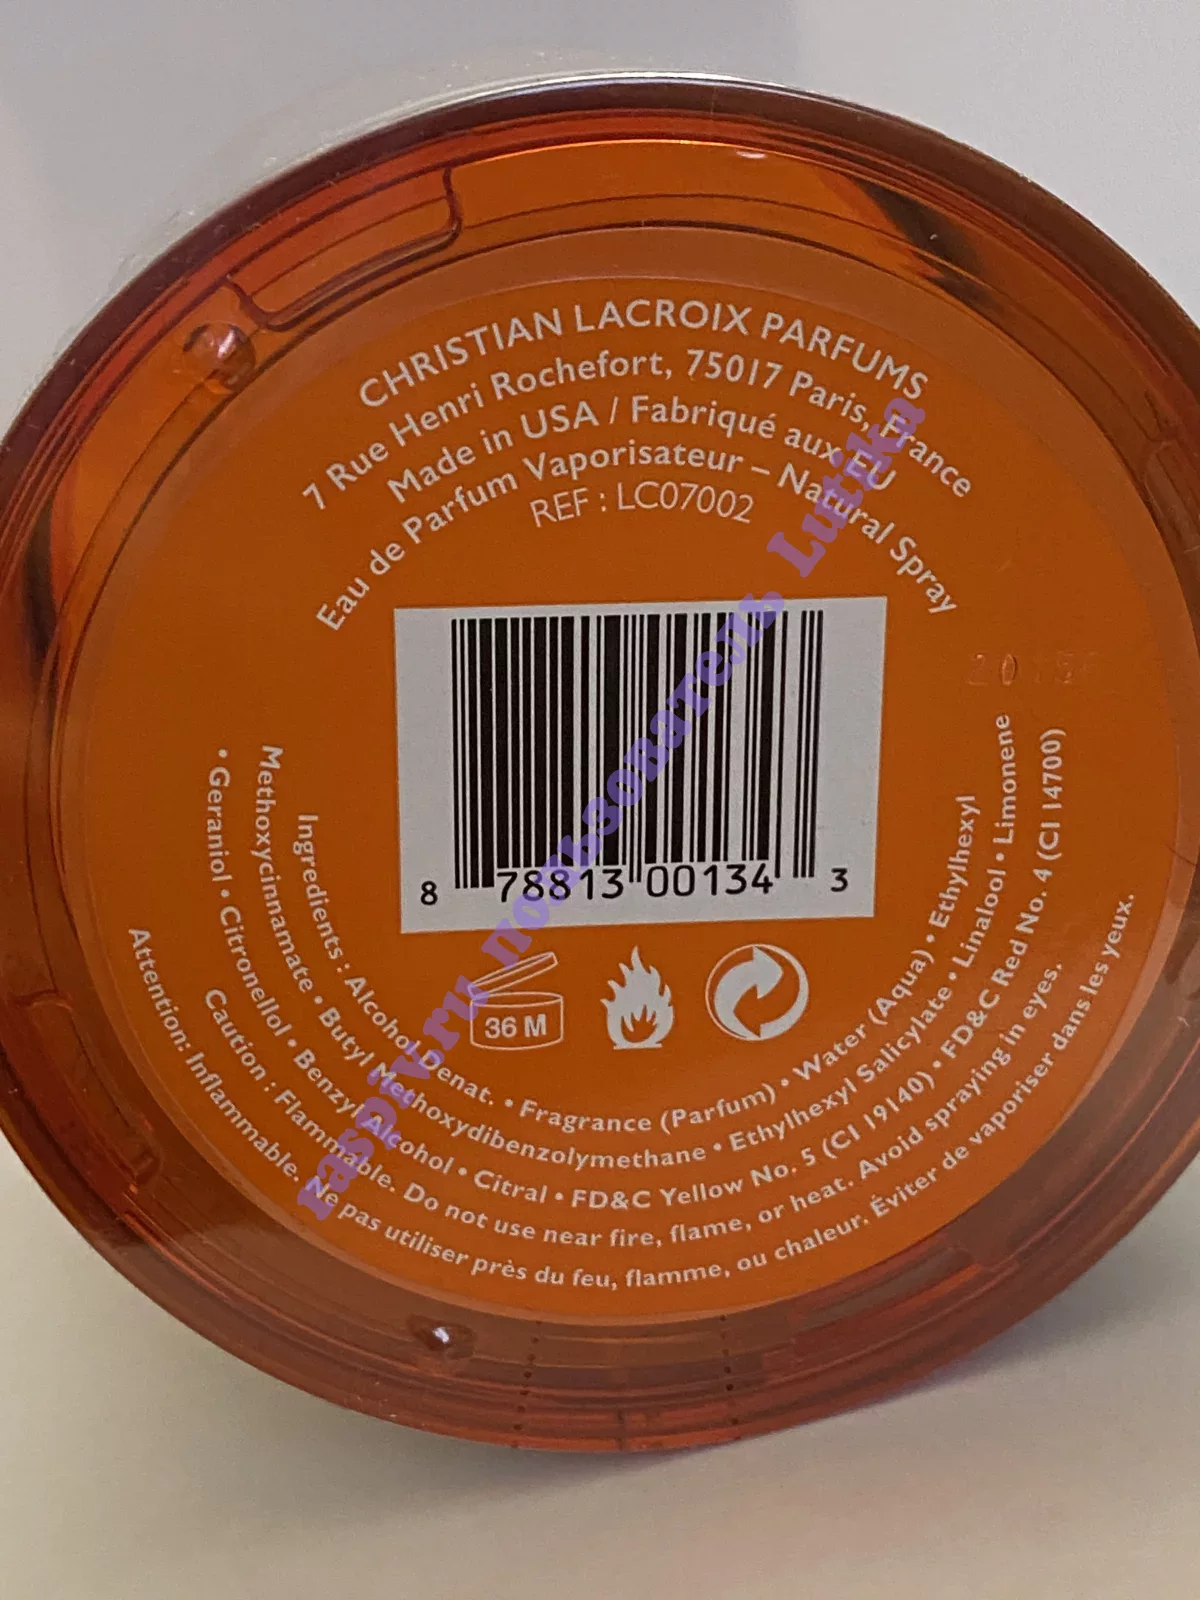 CHRISTIAN LACROIX PARFUMS
7 Rue Henri Rochefort, 75017 Paris, France
Made in USA / Fabriqué aux EU
Eau de Parfum Vaporisateur – Natural Spray
REF : LC07002
8 78813 00134 3
36 M
Ingredients : Alcohol Denat. • Fragrance (Parfum) • Water (Aqua) • Ethylhexyl
Methoxycinnamate • Butyl Methoxydibenzolymethane • Ethylhexyl Salicylate • Linalool • Limonene
• Geraniol • Citronellol • Benzyl Alcohol • Citral • FD&C Yellow No. 5 (CI 19140) • FD&C Red No. 4 (CI 14700)
Caution : Flammable. Do not use near fire, flame, or heat. Avoid spraying in eyes.
Attention: Inflammable. Ne pas utiliser près du feu, flamme, ou chaleur. Éviter de vaporiser dans les yeux.
raspivi.ru пользователь Lutika